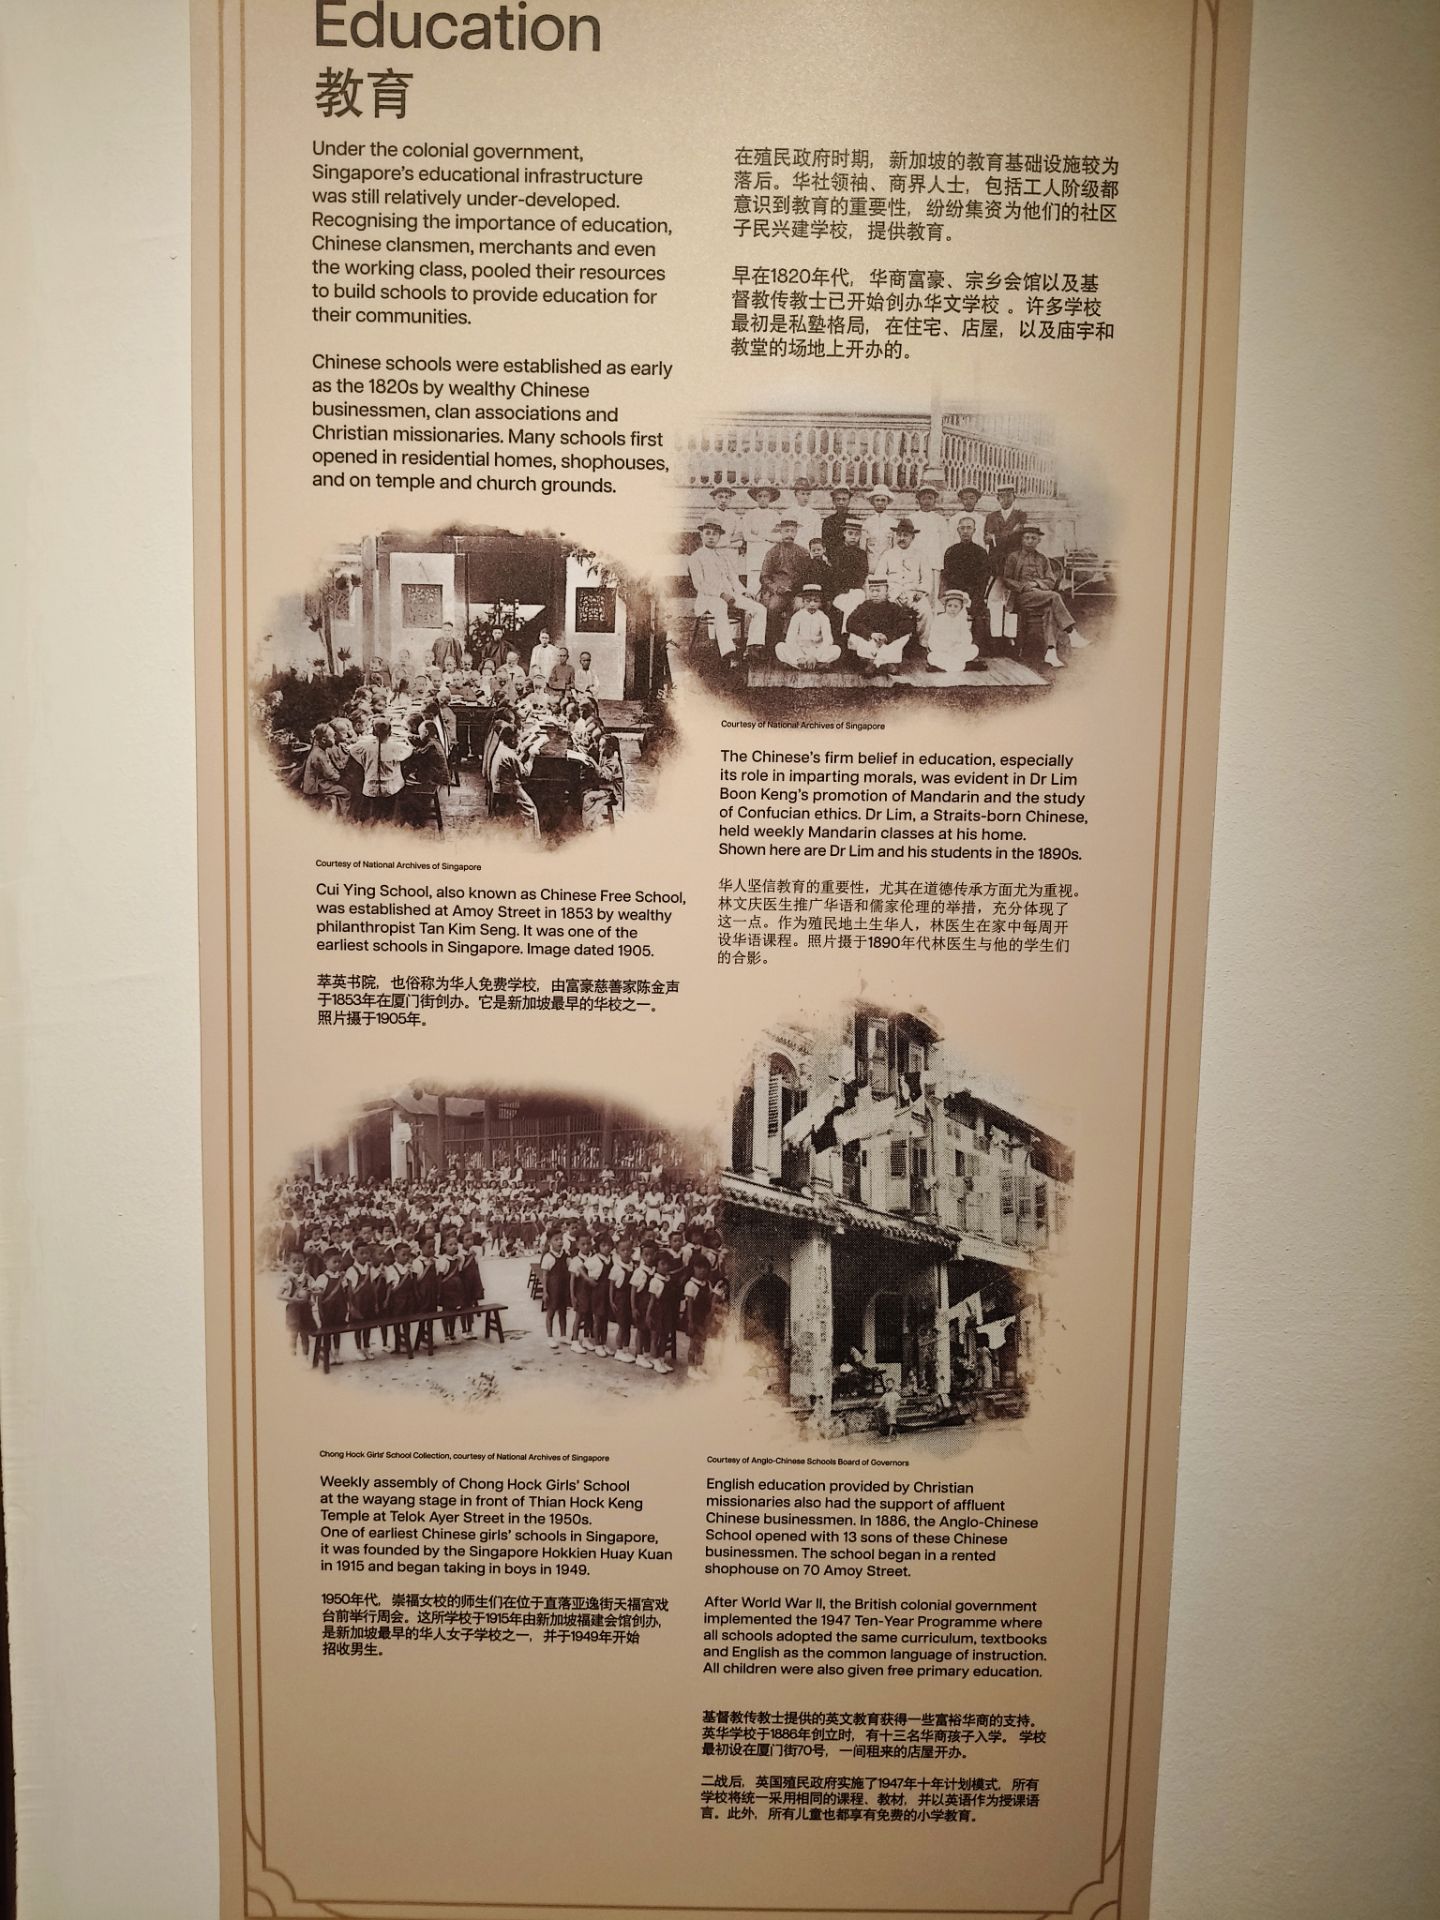 Education
教育
Under the colonial government,
Singapore's educational infrastructure
was still relatively under-developed.
Recognising the importance of education,
Chinese clansmen, merchants and even
the working class, pooled their resources
to build schools to provide education for
their communities.
Chinese schools were established as early
as the 1820s by wealthy Chinese
businessmen, clan associations and
Christian missionaries. Many schools first
opened in residential homes, shophouses,
and on temple and church grounds.
在殖民政府时期，新加坡的教育基础设施较为
落后。华社领袖、商界人士，包括工人阶级都
意识到教育的重要性，纷纷集资为他们的社区
子民兴建学校，提供教育。
早在1820年代，华商富豪、宗乡会馆以及基
督教传教士已开始创办华文学校 。许多学校
最初是私塾格局，在住宅、店屋，以及庙宇和
教堂的场地上开办的。
Courtesy of National Archives of Singapore
Cui Ying School, also known as Chinese Free School,
was established at Amoy Street in 1853 by wealthy
philanthropist Tan Kim Seng. It was one of the
earliest schools in Singapore. Image dated 1905.
萃英书院，也俗称为华人免费学校，由富豪慈善家陈金声
于1853年在厦门街创办。它是新加坡最早的华校之一。
照片摄于1905年。
Courtesy of National Archives of Singapore
The Chinese's firm belief in education, especially
its role in imparting morals, was evident in Dr Lim
Boon Keng's promotion of Mandarin and the study
of Confucian ethics. Dr Lim, a Straits-born Chinese,
held weekly Mandarin classes at his home.
Shown here are Dr Lim and his students in the 1890s.
华人坚信教育的重要性，尤其在道德传承方面尤为重视。
林文庆医生推广华语和儒家伦理的举措，充分体现了
这一点。作为殖民地土生华人，林医生在家中每周开
设华语课程。照片摄于1890年代林医生与他的学生们
的合影。
Chong Hock Girls' School Collection, courtesy of National Archives of Singapore
Weekly assembly of Chong Hock Girls' School
at the wayang stage in front of Thian Hock Keng
Temple at Telok Ayer Street in the 1950s.
One of earliest Chinese girls' schools in Singapore,
it was founded by the Singapore Hokkien Huay Kuan
in 1915 and began taking in boys in 1949.
1950年代，崇福女校的师生们在位于直落亚逸街天福宫戏
台前举行周会。这所学校于1915年由新加坡福建会馆创办，
是新加坡最早的华人女子学校之一，并于1949年开始
招收男生。
Courtesy of Anglo-Chinese Schools Board of Governors
English education provided by Christian
missionaries also had the support of affluent
Chinese businessmen. In 1886, the Anglo-Chinese
School opened with 13 sons of these Chinese
businessmen. The school began in a rented
shophouse on 70 Amoy Street.
After World War II, the British colonial government
implemented the 1947 Ten-Year Programme where
all schools adopted the same curriculum, textbooks
and English as the common language of instruction.
All children were also given free primary education.
基督教传教士提供的英文教育获得一些富裕华商的支持。
英华学校于1886年创立时，有十三名华商孩子入学。 学校
最初设在厦门街70号，一间租来的店屋开办。
二战后，英国殖民政府实施了1947年十年计划模式，所有
学校将统一采用相同的课程、教材，并以英语作为授课语
言。此外，所有儿童也都享有免费的小学教育。